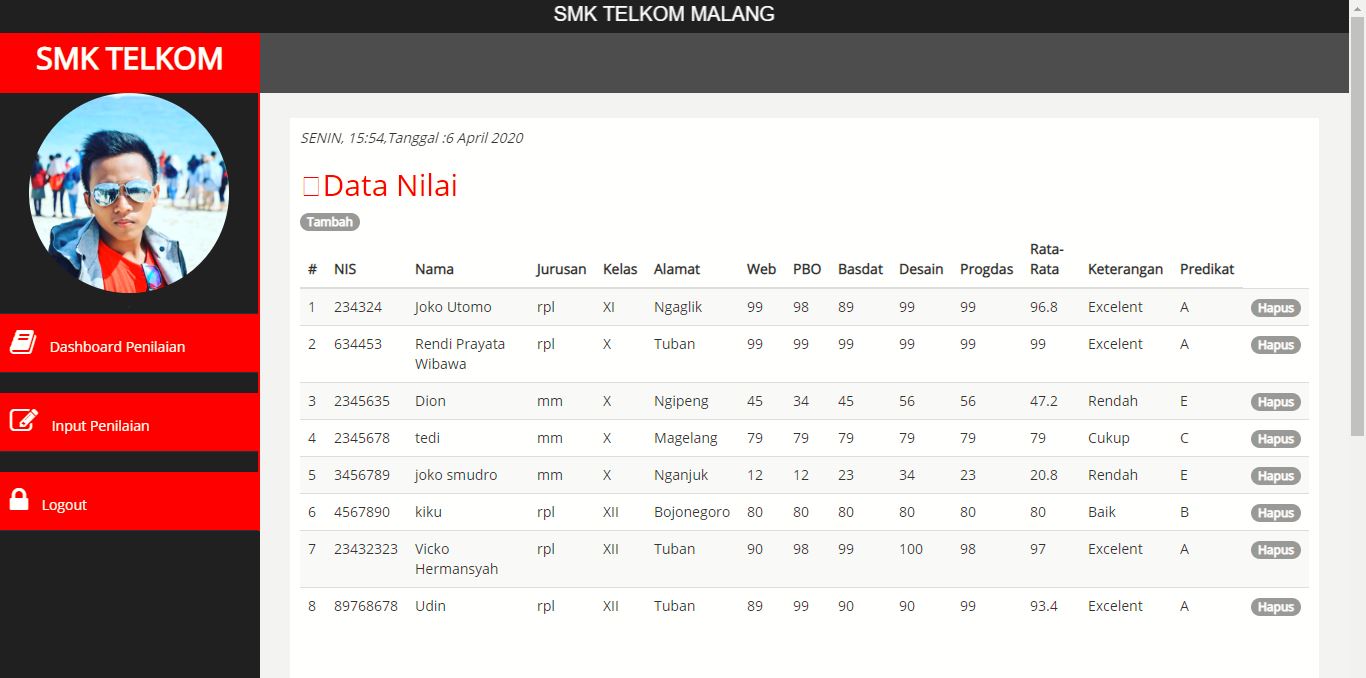 SMK TELKOM MALANG
SMK TELKOM
SENIN, 15:54,Tanggal :6 April 2020
Data Nilai
Tambah
Dashboard Penilaian
Input Penilaian
Logout
# NIS Nama Jurusan Kelas Alamat Web PBO Basdat Desain Progdas Rata-Rata Keterangan Predikat
1 234324 Joko Utomo rpl XI Ngaglik 99 98 89 99 99 96.8 Excelent A Hapus
2 634453 Rendi Prayata Wibawa rpl X Tuban 99 99 99 99 99 99 Excelent A Hapus
3 2345635 Dion mm X Ngipeng 45 34 45 56 56 47.2 Rendah E Hapus
4 2345678 tedi mm X Magelang 79 79 79 79 79 79 Cukup C Hapus
5 3456789 joko smudro mm X Nganjuk 12 12 23 34 23 20.8 Rendah E Hapus
6 4567890 kiku rpl XII Bojonegoro 80 80 80 80 80 80 Baik B Hapus
7 23432323 Vicko Hermansyah rpl XII Tuban 90 98 99 100 98 97 Excelent A Hapus
8 89768678 Udin rpl XII Tuban 89 99 90 90 99 93.4 Excelent A Hapus